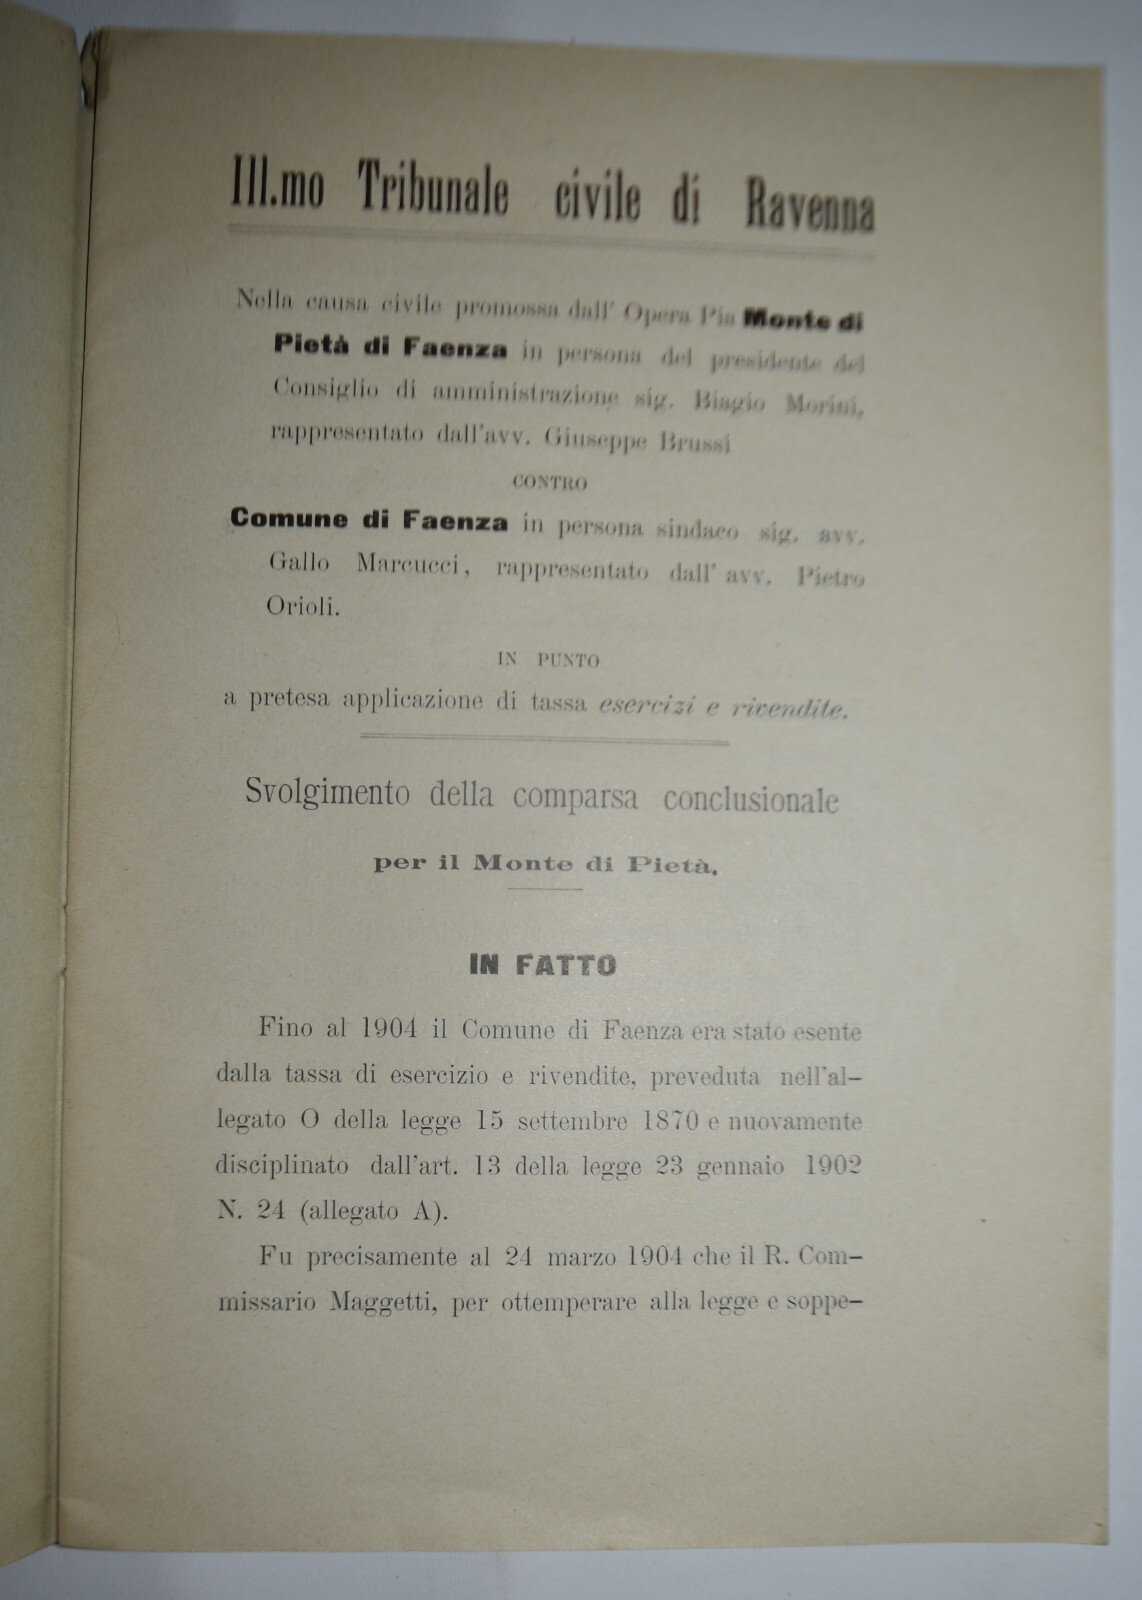 Ill.mo Tribunale civile di Ravenna
Nella causa civile promossa dall' Opera Pia Monte di
Pietà di Faenza in persona del presidente del
Consiglio di amministrazione sig. Biagio Morini,
rappresentato dall'avv. Giuseppe Brussi
CONTRO
Comune di Faenza in persona sindaco sig. avv.
Gallo Marcucci, rappresentato dall' avv. Pietro
Orioli.
IN PUNTO
a pretesa applicazione di tassa esercizi e rivendite.
Svolgimento della comparsa conclusionale
per il Monte di Pietà.
IN FATTO
Fino al 1904 il Comune di Faenza era stato esente
dalla tassa di esercizio e rivendite, preveduta nell'al-
legato O della legge 15 settembre 1870 e nuovamente
disciplinato dall'art. 13 della legge 23 gennaio 1902
N. 24 (allegato A).
Fu precisamente al 24 marzo 1904 che il R. Com-
missario Maggetti, per ottemperare alla legge e soppe-